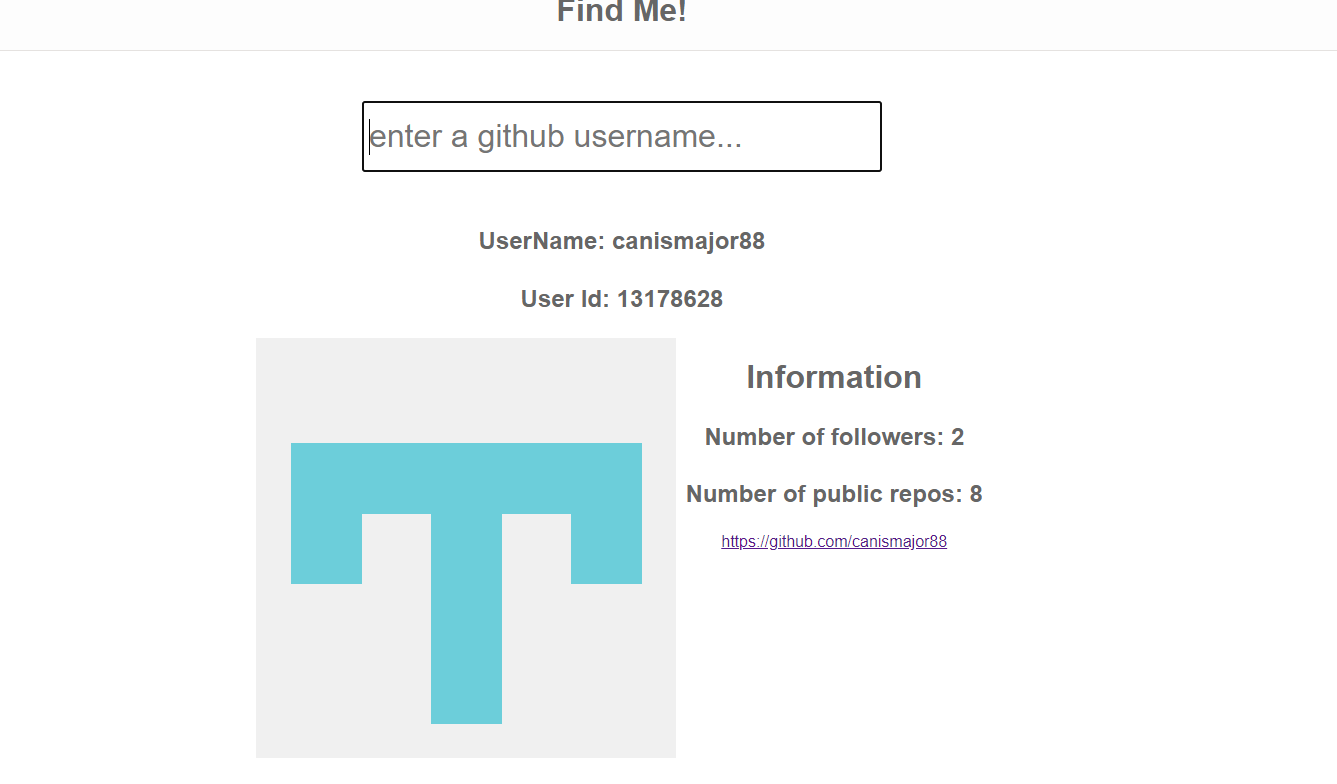 Find Me!
enter a github username...
UserName: canismajor88
User Id: 13178628
Information
Number of followers: 2
Number of public repos: 8
https://github.com/canismajor88